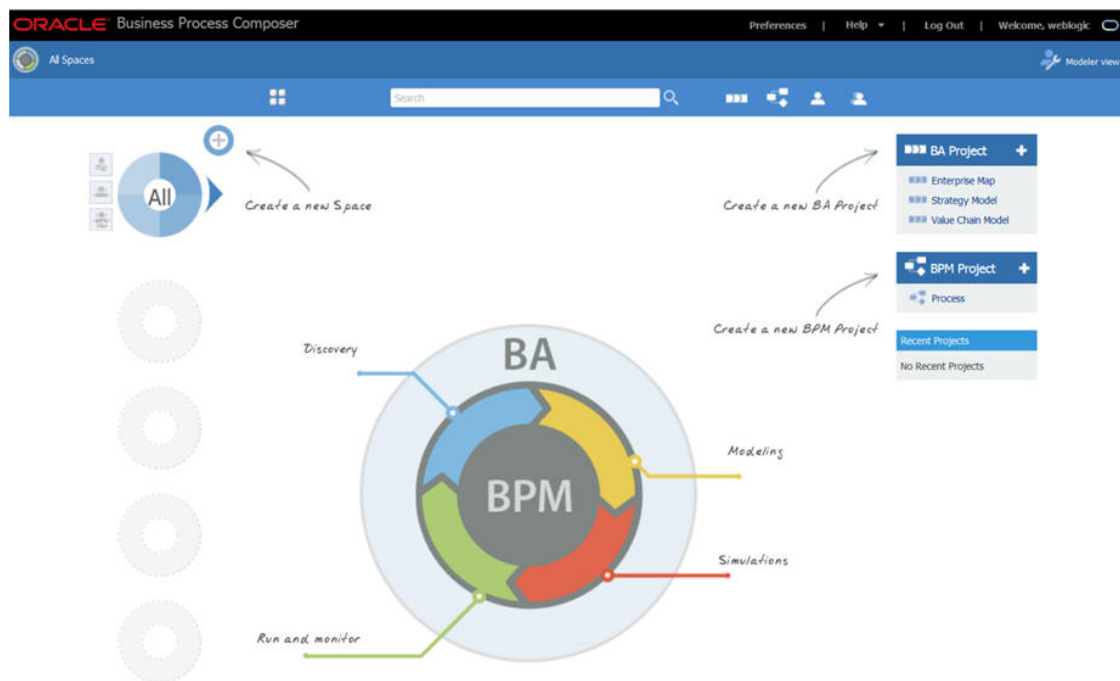 ORACLE Business Process Composer
Preferences | Help | Log Out | Welcome, weblogic
All Spaces
Modeler view
Search
All
Create a new Space
Create a new BA Project
BA Project
Enterprise Map
Strategy Model
Value Chain Model
Create a new BPM Project
BPM Project
Process
Recent Projects
No Recent Projects
Discovery
BA
Modeling
BPM
Simulations
Run and monitor